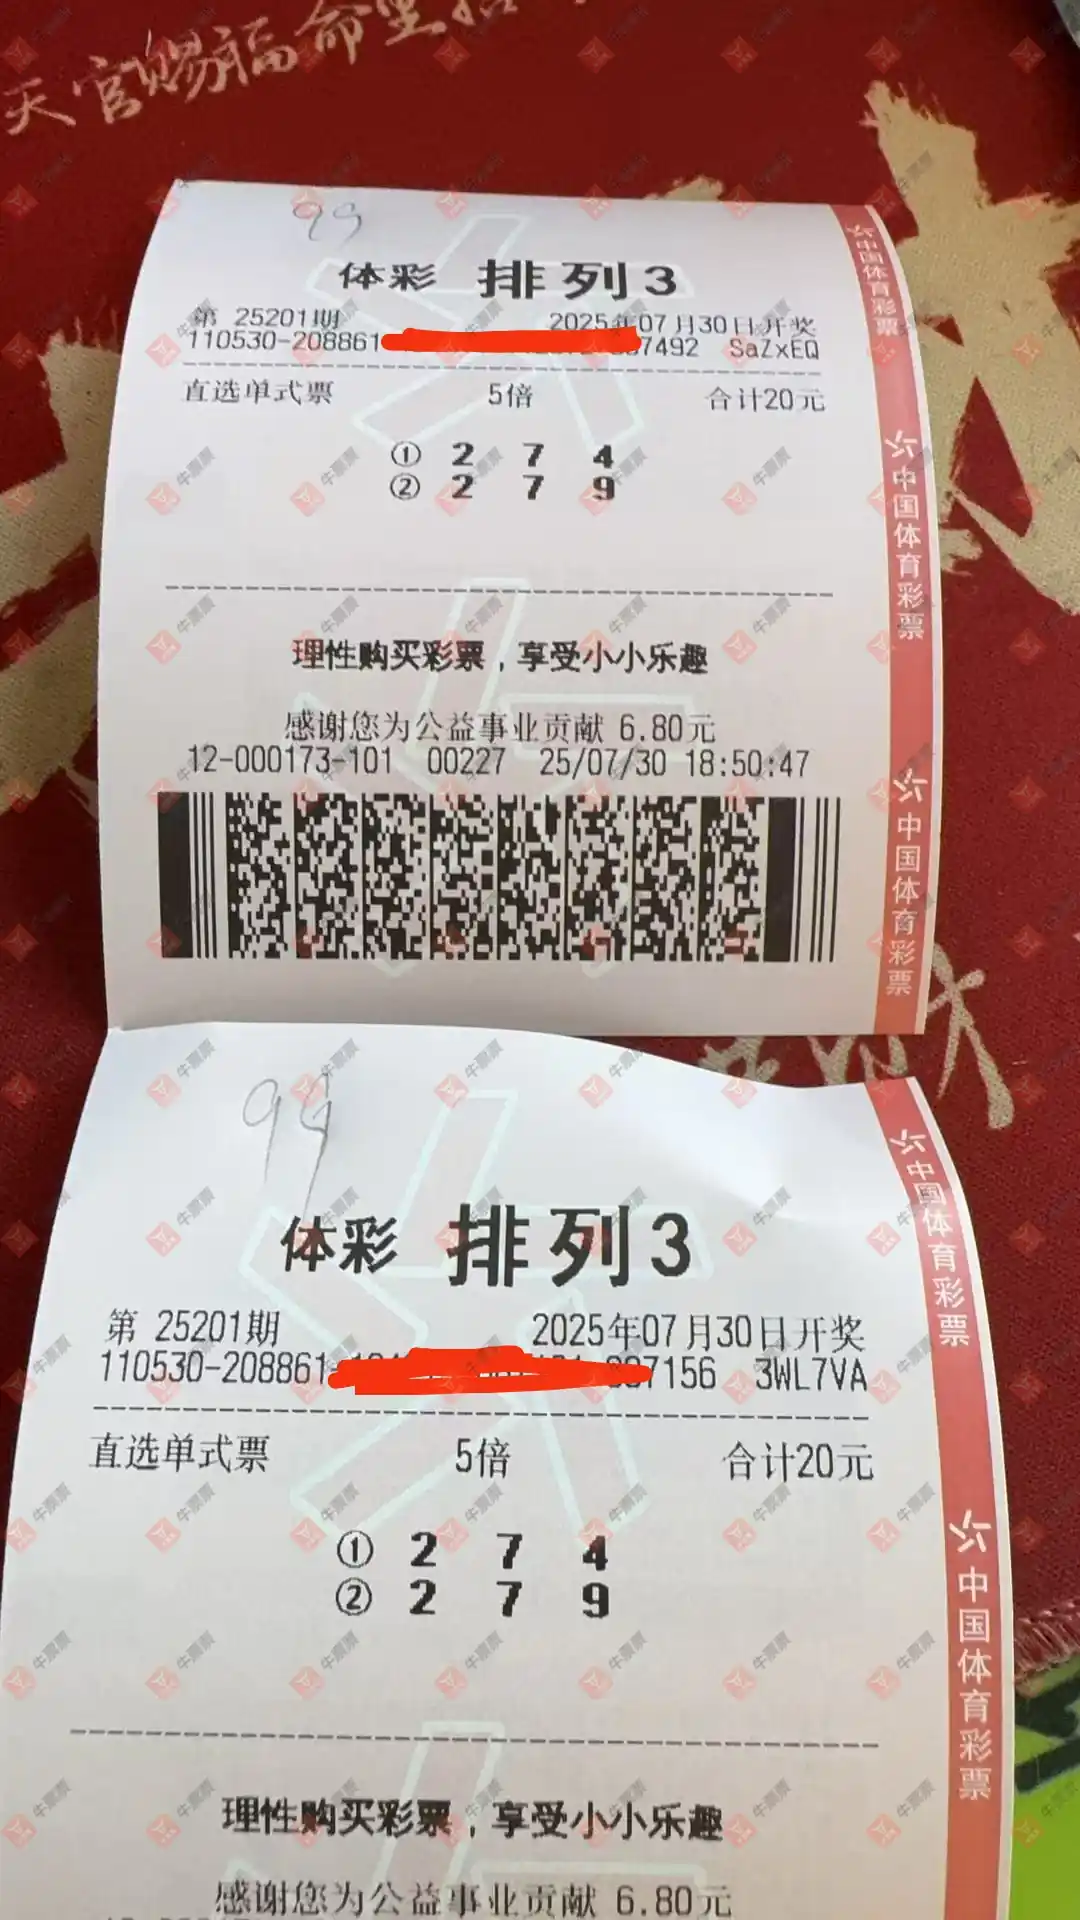 天官赐福命里招
99
体彩 排列3
第 25201期 2025年07月30日开奖
110530-208861 7492 SaZxEQ
直选单式票 5倍 合计20元
① 2 7 4
② 2 7 9
理性购买彩票，享受小小乐趣
感谢您为公益事业贡献 6.80元
12-000173-101 00227 25/07/30 18:50:47
中国体育彩票
中国体育彩票
中国体育彩票
99
体彩 排列3
第 25201期 2025年07月30日开奖
110530-208861 7156 3WL7VA
直选单式票 5倍 合计20元
① 2 7 4
② 2 7 9
理性购买彩票，享受小小乐趣
感谢您为公益事业贡献 6.80元
中国体育彩票
中国体育彩票
牛票票